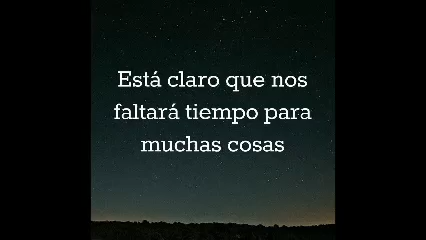 Está claro que nos
faltará tiempo para
muchas cosas